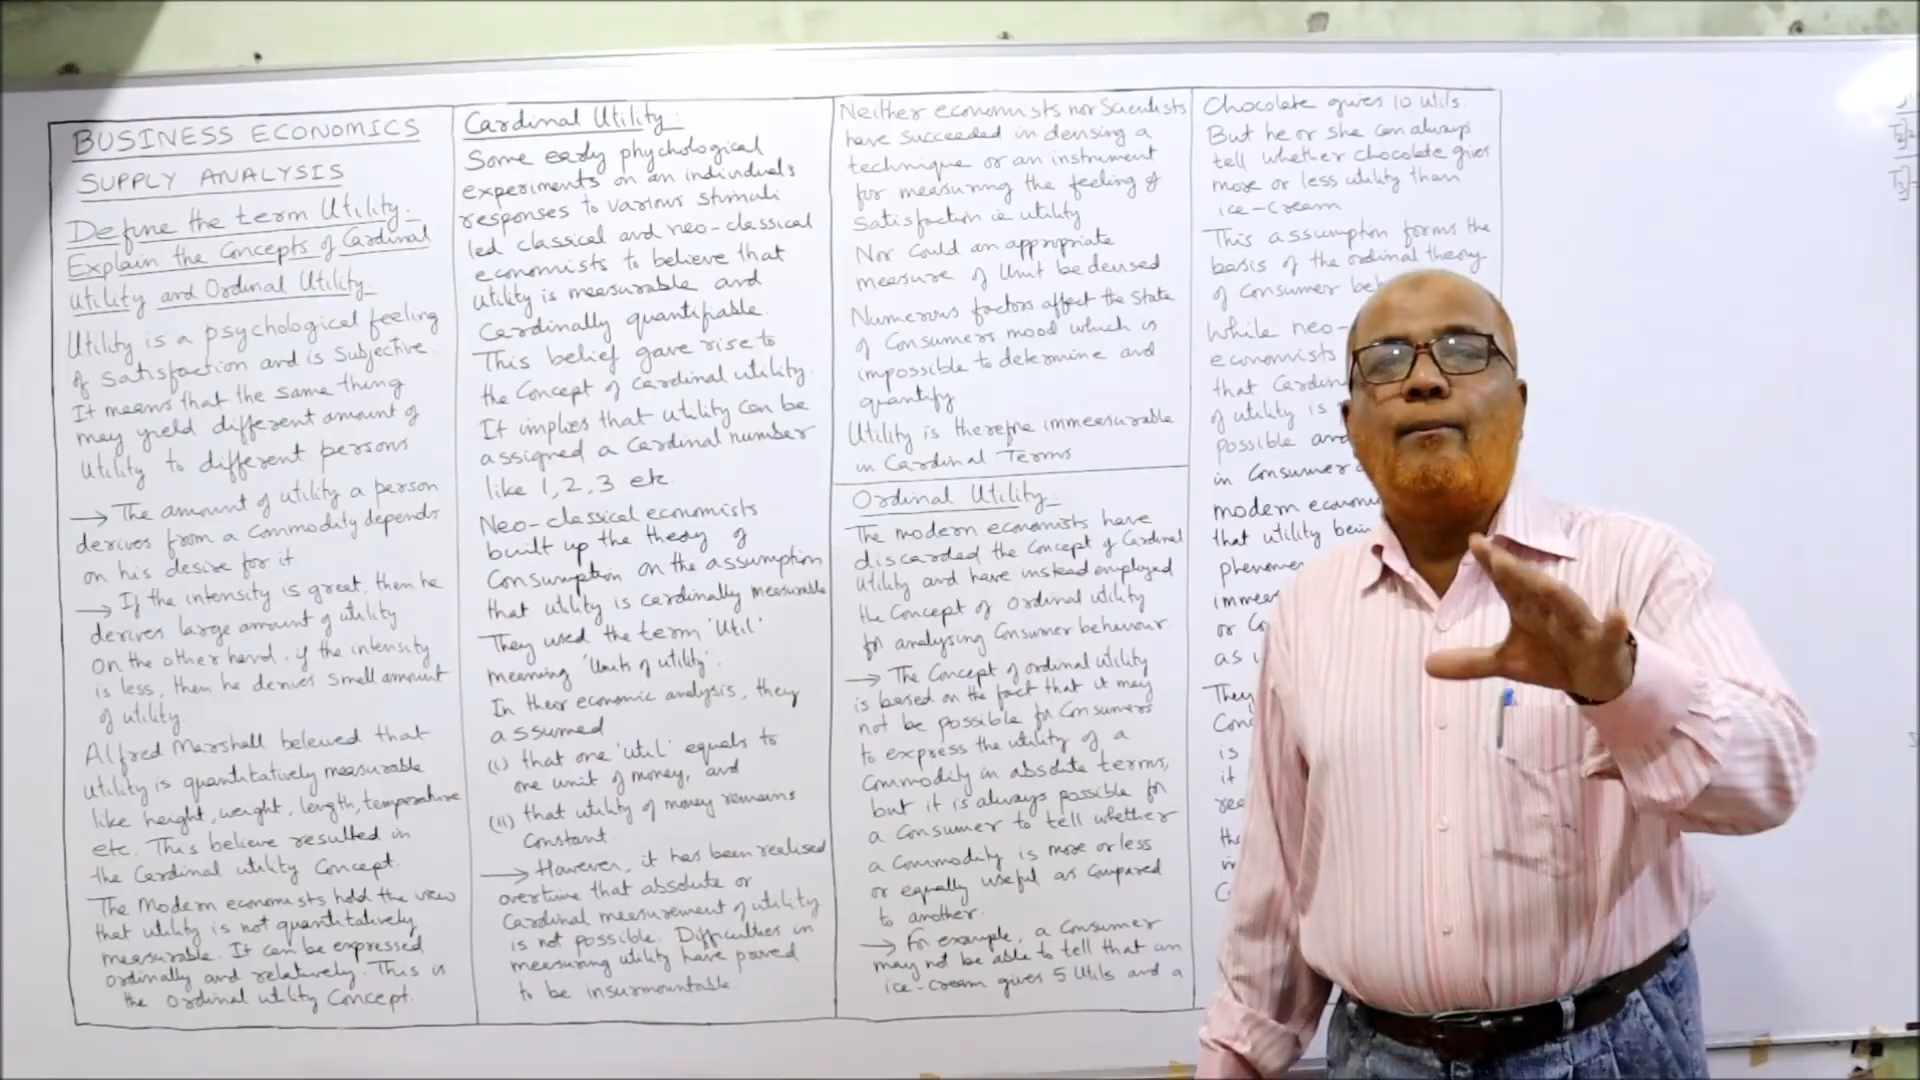 BUSINESS ECONOMICS
SUPPLY ANALYSIS
Define the term Utility.
Explain the Concepts of Cardinal
Utility and Ordinal Utility.
Utility is a psychological feeling
of Satisfaction and is Subjective.
It means that the same thing
may yield different amount of
Utility to different persons
→ The amount of utility a person
derives from a Commodity depends
on his desire for it
→ If the intensity is great, then he
derives large amount of utility
on the other hand, if the intensity
is less, then he derives small amount
of utility.
Alfred Marshall beleived that
utility is quantitatively measurable
like height, weight, length, temperature
etc. This believe resulted in
the Cardinal utility Concept.
The Modern economists hold the view
that utility is not quantitatively
measurable. It can be expressed
ordinally and relatively. This is
the Ordinal utility Concept.
Cardinal Utility:
Some early phychological
experiments on an individuals
responses to various stimuli
led classical and neo-classical
economists to believe that
utility is measurable and
Cardinally quantifiable.
This belief gave rise to
the Concept of Cardinal utility.
It implies that utility can be
assigned a Cardinal number
like 1, 2, 3 etc.
Neo-classical economists
built up the theory of
Consumption on the assumption
that utility is cardinally measurable
They used the term 'Util'
meaning 'Units of utility'.
In their economic analysis, they
assumed
(i) that one 'util' equals to
one unit of money, and
(ii) that utility of money remains
Constant.
→ However, it has been realised
overtime that absolute or
Cardinal measurement of utility
is not possible. Difficulties in
measuring utility have proved
to be insurmountable
Neither economists nor Scientists
have succeeded in devising a
technique or an instrument
for measuring the feeling of
Satisfaction ie utility
Nor Could an appropriate
measure of Unit be devised
Numerous factors affect the State
of Consumers mood which is
impossible to determine and
quantify
Utility is therefore immeasurable
in Cardinal Terms
Ordinal Utility:
The modern economists have
discarded the Concept of Cardinal
Utility and have instead employed
the Concept of Ordinal utility
for analysing Consumer behaviour
→ The Concept of ordinal utility
is based on the fact that it may
not be possible for Consumers
to express the utility of a
Commodity in absolute terms,
but it is always possible for
a Consumer to tell whether
a Commodity is more or less
or equally useful as Compared
to another.
→ For example, a Consumer
may not be able to tell that an
ice-cream gives 5 Utils and a
Chocolate gives 10 utils.
But he or she can always
tell whether chocolate gives
more or less utility than
ice-cream
This assumption forms the
basis of the ordinal theory
of Consumer
While neo-
economists
that
of utility is
possible and
in Consumer
modern
that utility
or
as
They
is
it